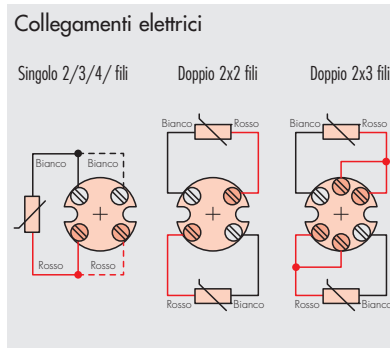 Collegamenti elettrici
Singolo 2/3/4/ fili
Doppio 2x2 fili
Doppio 2x3 fili
Bianco Bianco
Rosso Rosso
Bianco Rosso
Rosso Bianco
Bianco Rosso
Rosso Bianco